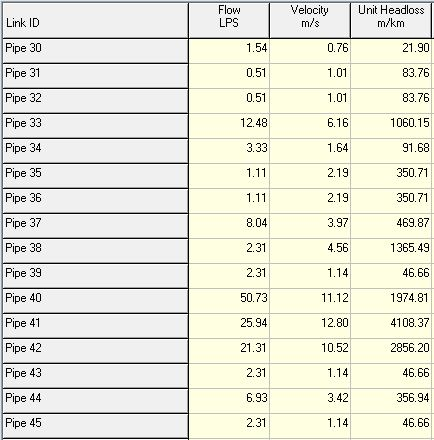 Link ID Flow LPS Velocity m/s Unit Headloss m/km
Pipe 30 1.54 0.76 21.90
Pipe 31 0.51 1.01 83.76
Pipe 32 0.51 1.01 83.76
Pipe 33 12.48 6.16 1060.15
Pipe 34 3.33 1.64 91.68
Pipe 35 1.11 2.19 350.71
Pipe 36 1.11 2.19 350.71
Pipe 37 8.04 3.97 469.87
Pipe 38 2.31 4.56 1365.49
Pipe 39 2.31 1.14 46.66
Pipe 40 50.73 11.12 1974.81
Pipe 41 25.94 12.80 4108.37
Pipe 42 21.31 10.52 2856.20
Pipe 43 2.31 1.14 46.66
Pipe 44 6.93 3.42 356.94
Pipe 45 2.31 1.14 46.66